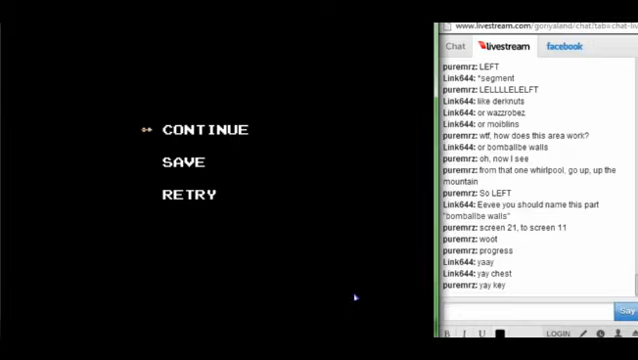 CONTINUE
SAVE
RETRY
www.livestream.com/goriyaland/chat?tab=chat-li
Chat
livestream
facebook
puremrz: LEFT
Link644: *segment
puremrz: LELLLLELELFT
Link644: like derknuts
Link644: or wazzrobez
Link644: or moiblins
puremrz: wtf, how does this area work?
Link644: or bomballbe walls
puremrz: oh, now I see
puremrz: from that one whirlpool, go up, up the
mountain
puremrz: So LEFT
Link644: Eevee you should name this part
"bomballbe walls"
puremrz: screen 21, to screen 11
puremrz: woot
puremrz: progress
Link644: yaay
Link644: yay chest
puremrz: yay key
Say
B I U
LOGIN